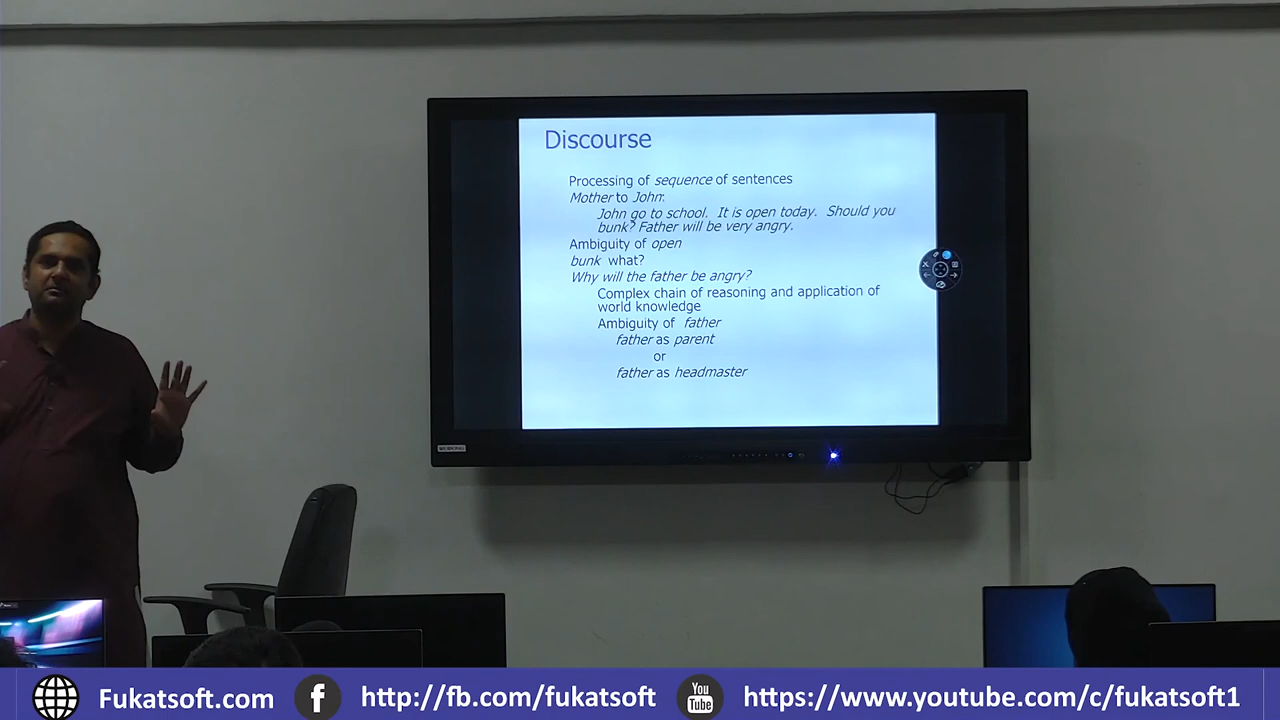 Discourse
Processing of sequence of sentences
Mother to John:
John go to school. It is open today. Should you
bunk? Father will be very angry.
Ambiguity of open
bunk what?
Why will the father be angry?
Complex chain of reasoning and application of
world knowledge
Ambiguity of father
father as parent
or
father as headmaster
Fukatsoft.com
f
http://fb.com/fukatsoft
You
Tube
https://www.youtube.com/c/fukatsoft1